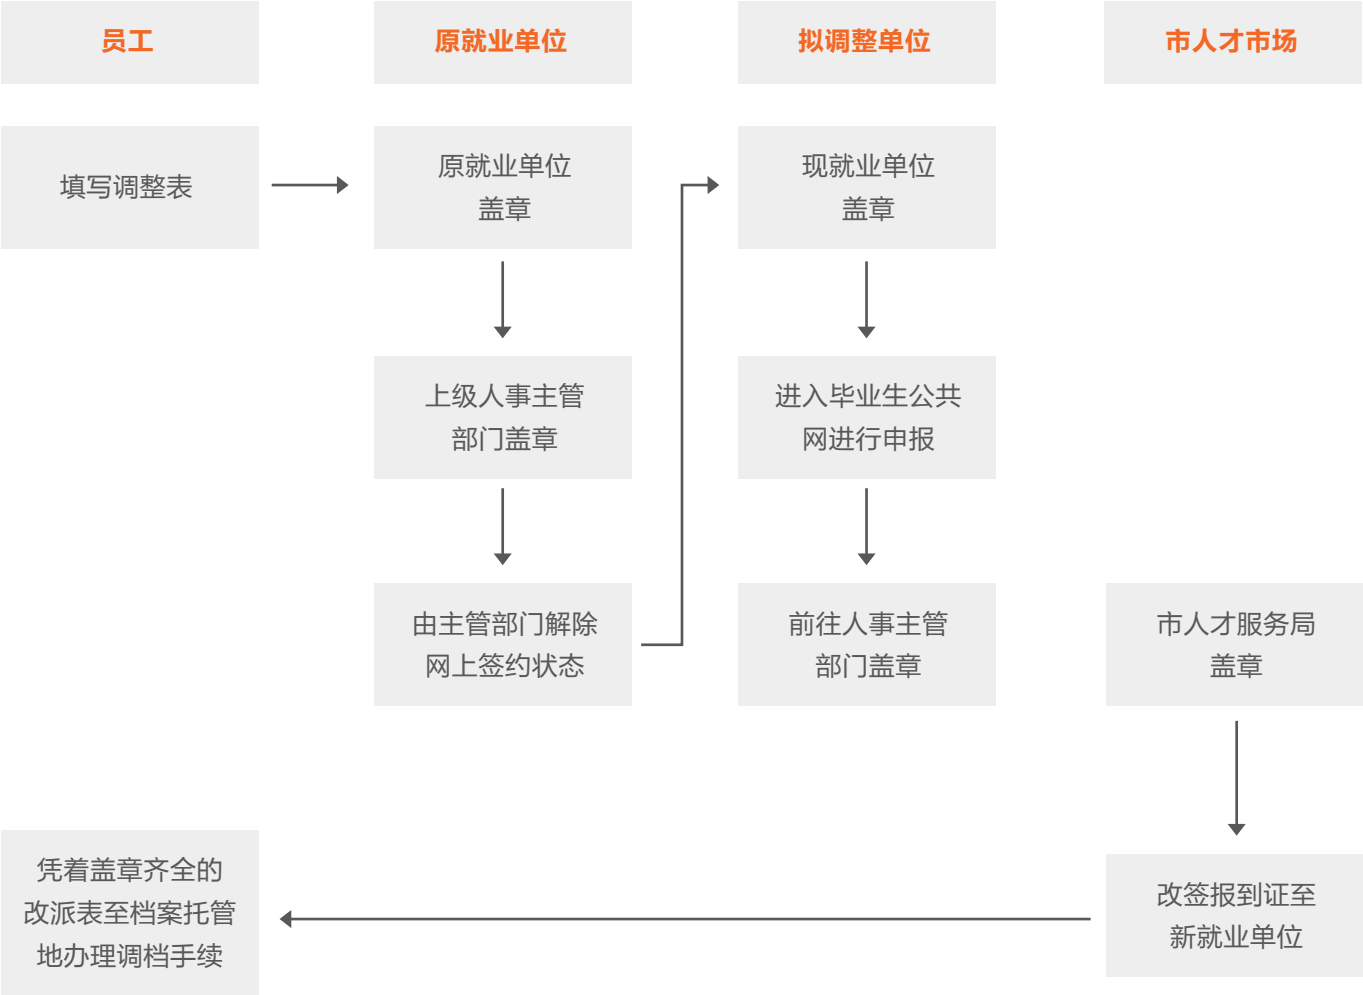 员工
原就业单位
拟调整单位
市人才市场
填写调整表
原就业单位
盖章
现就业单位
盖章
上级人事主管
部门盖章
进入毕业生公共
网进行申报
由主管部门解除
网上签约状态
前往人事主管
部门盖章
市人才服务局
盖章
凭着盖章齐全的
改派表至档案托管
地办理调档手续
改签报到证至
新就业单位